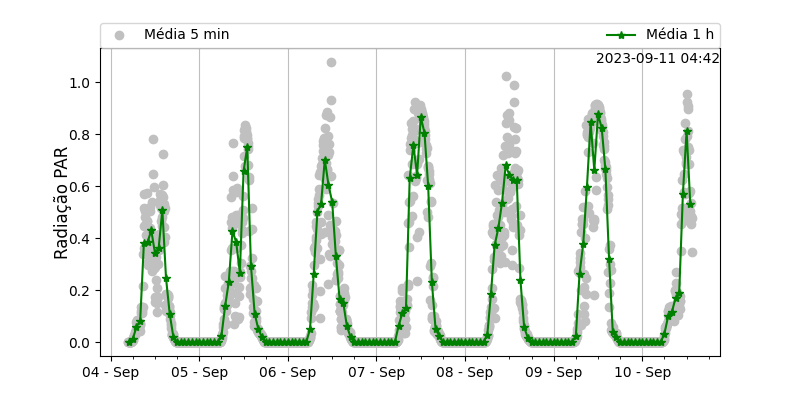 Média 5 min
Média 1 h
2023-09-11 04:42
Radiação PAR
1.0
0.8
0.6
0.4
0.2
0.0
04 - Sep
05 - Sep
06 - Sep
07 - Sep
08 - Sep
09 - Sep
10 - Sep